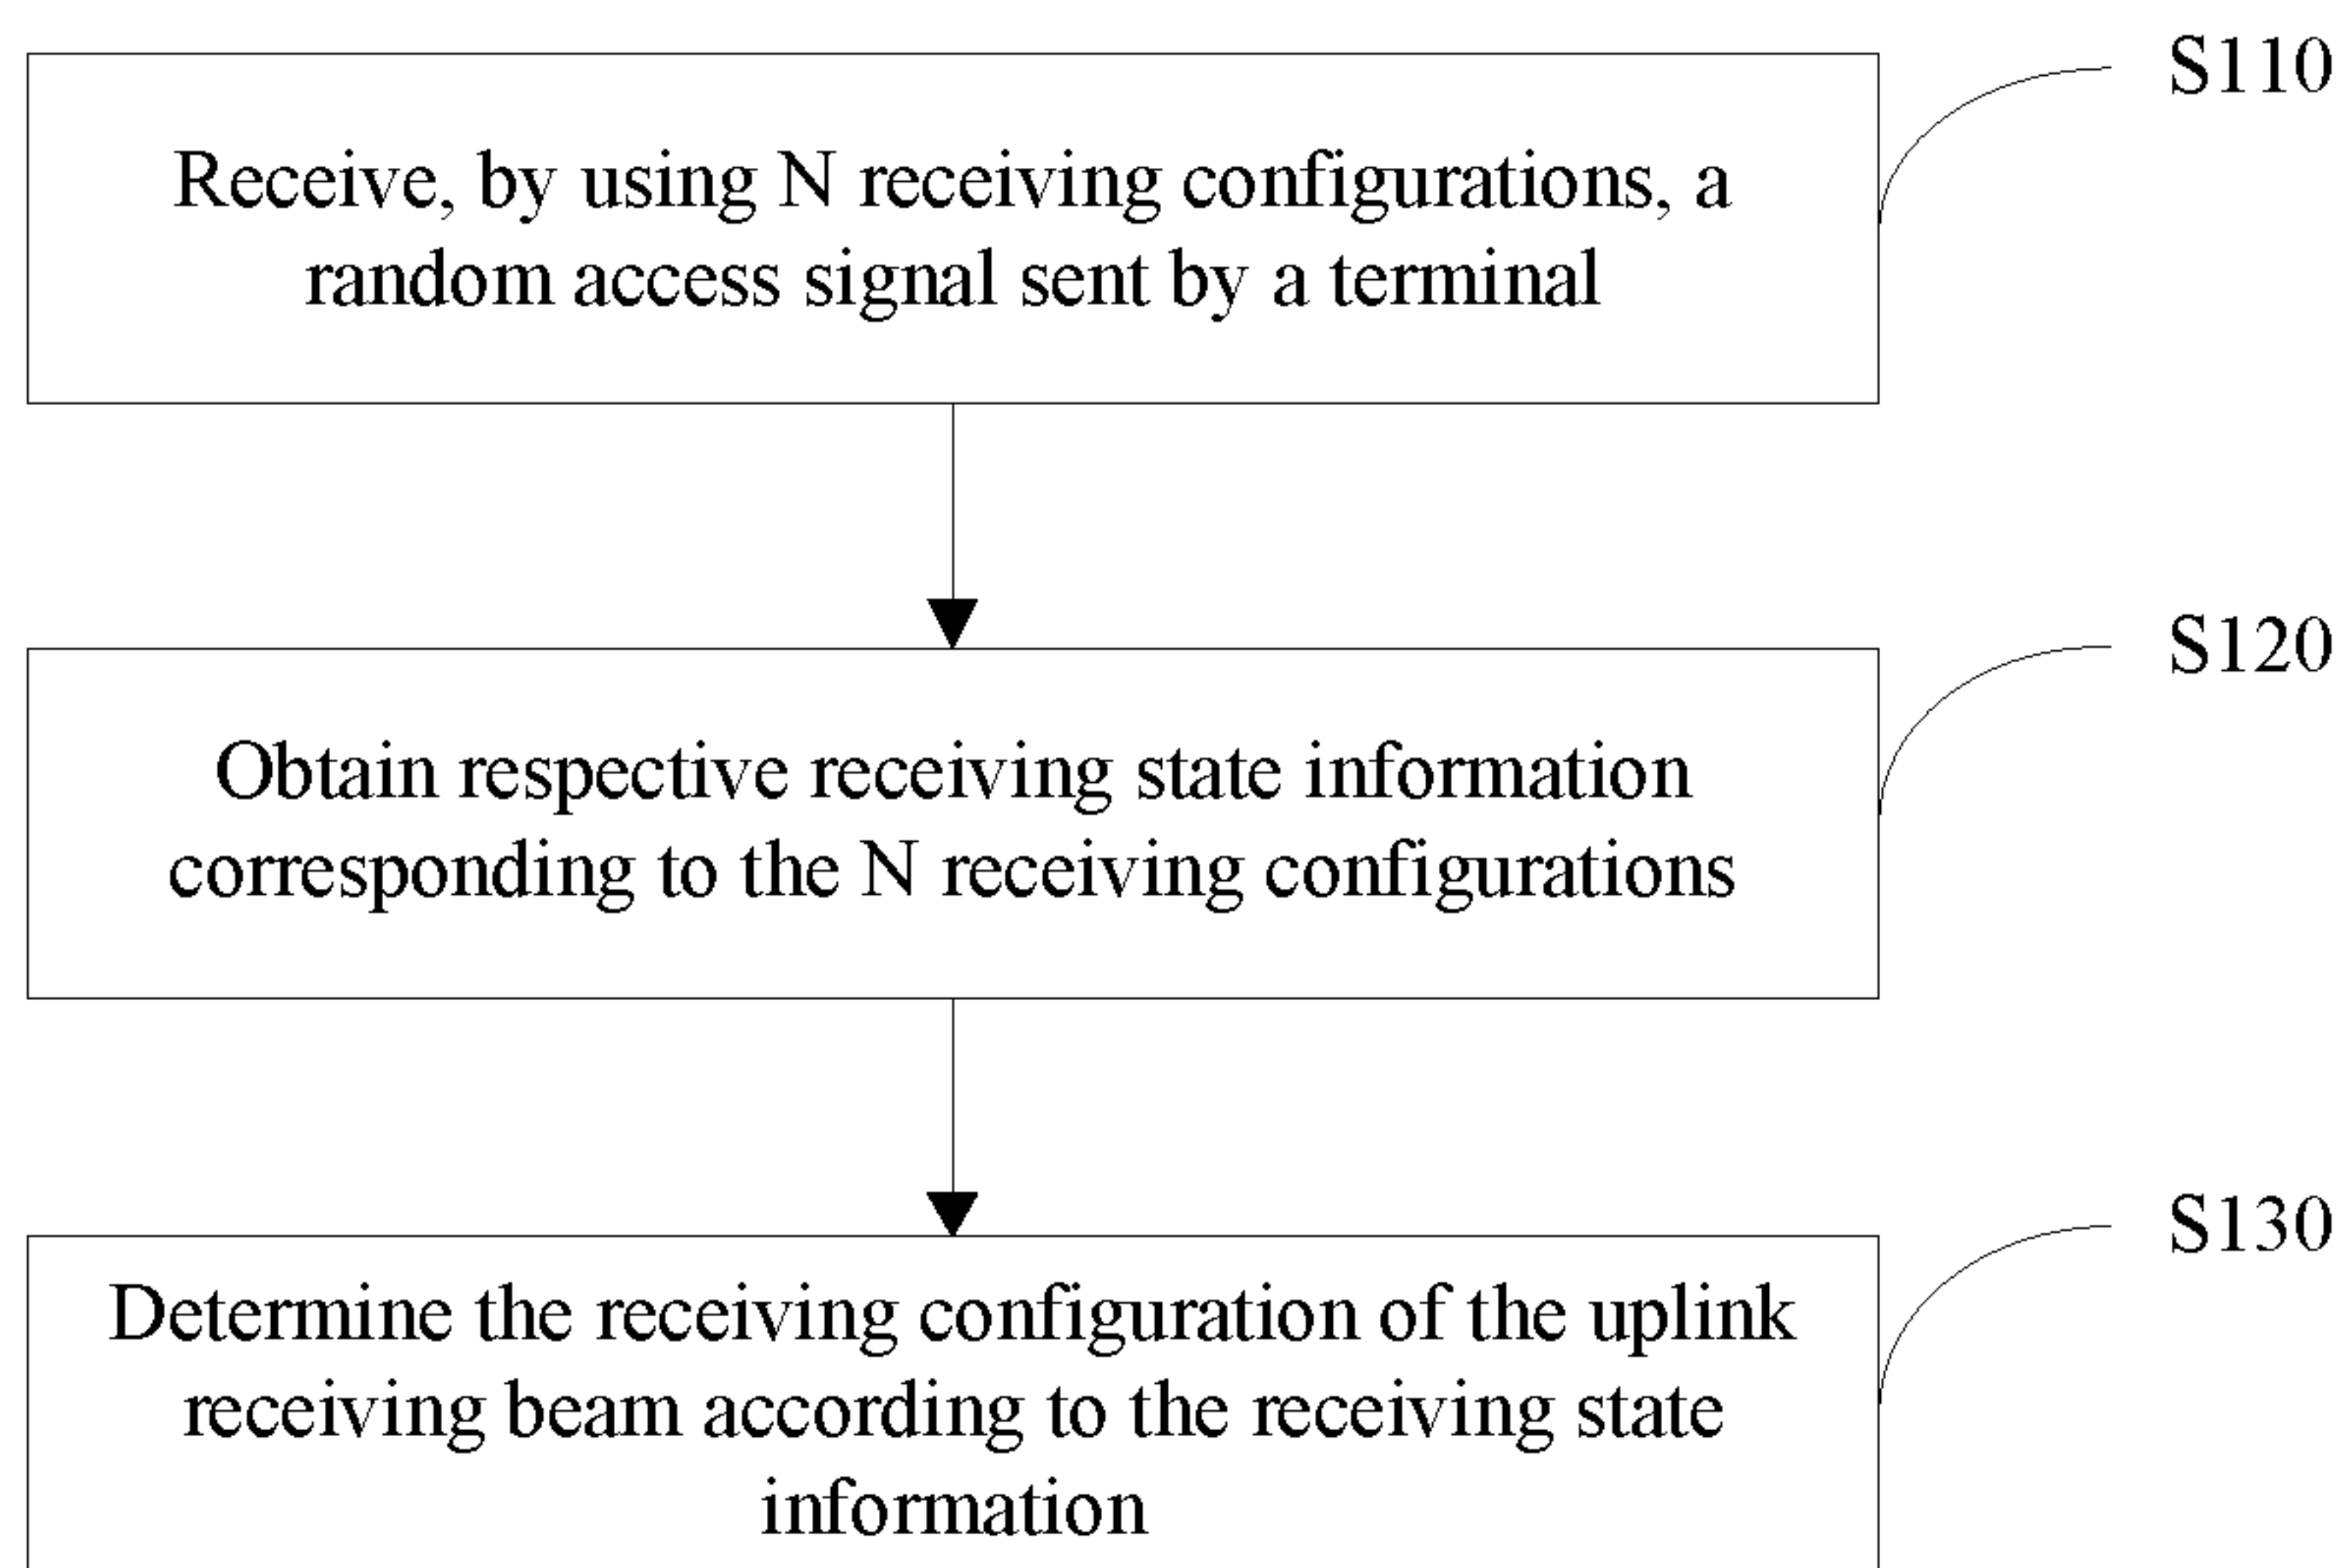 S110
Receive, by using N receiving configurations, a
random access signal sent by a terminal
S120
Obtain respective receiving state information
corresponding to the N receiving configurations
S130
Determine the receiving configuration of the uplink
receiving beam according to the receiving state
information